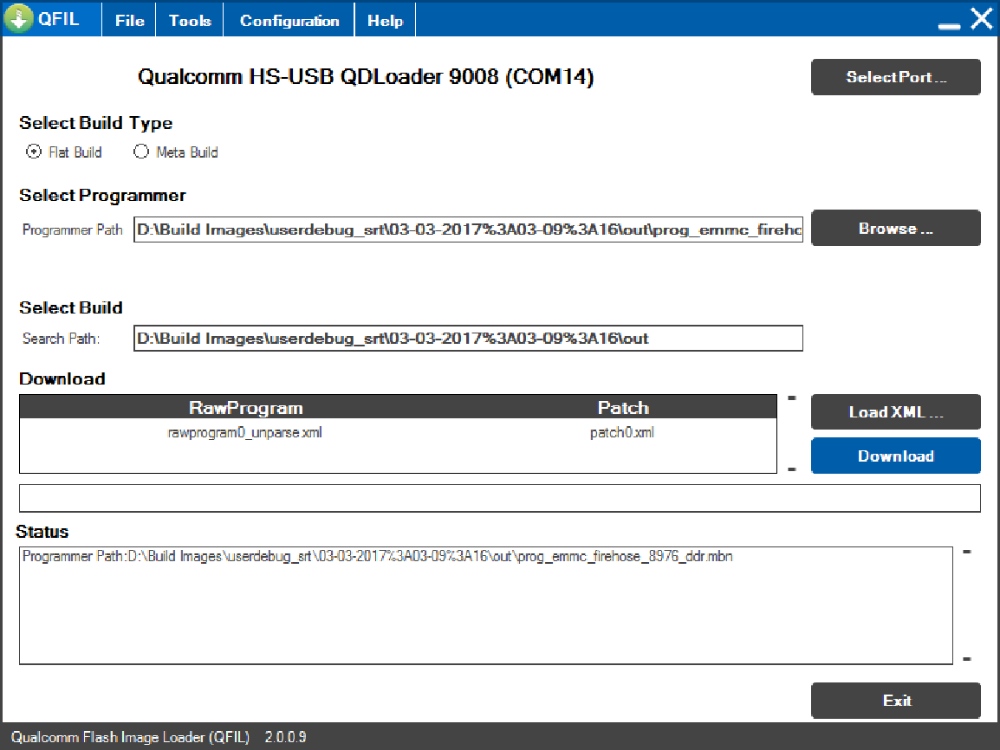 QFIL File Tools Configuration Help
Qualcomm HS-USB QDLoader 9008 (COM14)
Select Port ...
Select Build Type
Flat Build Meta Build
Select Programmer
Programmer Path D:\Build Images\userdebug_srt\03-03-2017%3A03-09%3A16\out\prog_emmc_fireho Browse ...
Select Build
Search Path: D:\Build Images\userdebug_srt\03-03-2017%3A03-09%3A16\out
Download
RawProgram Patch
Load XML ...
rawprogram0_unparse.xml patch0.xml
Download
Status
Programmer Path:D:\Build Images\userdebug_srt\03-03-2017%3A03-09%3A16\out\prog_emmc_firehose_8976_ddr.mbn
Exit
Qualcomm Flash Image Loader (QFIL) 2.0.0.9